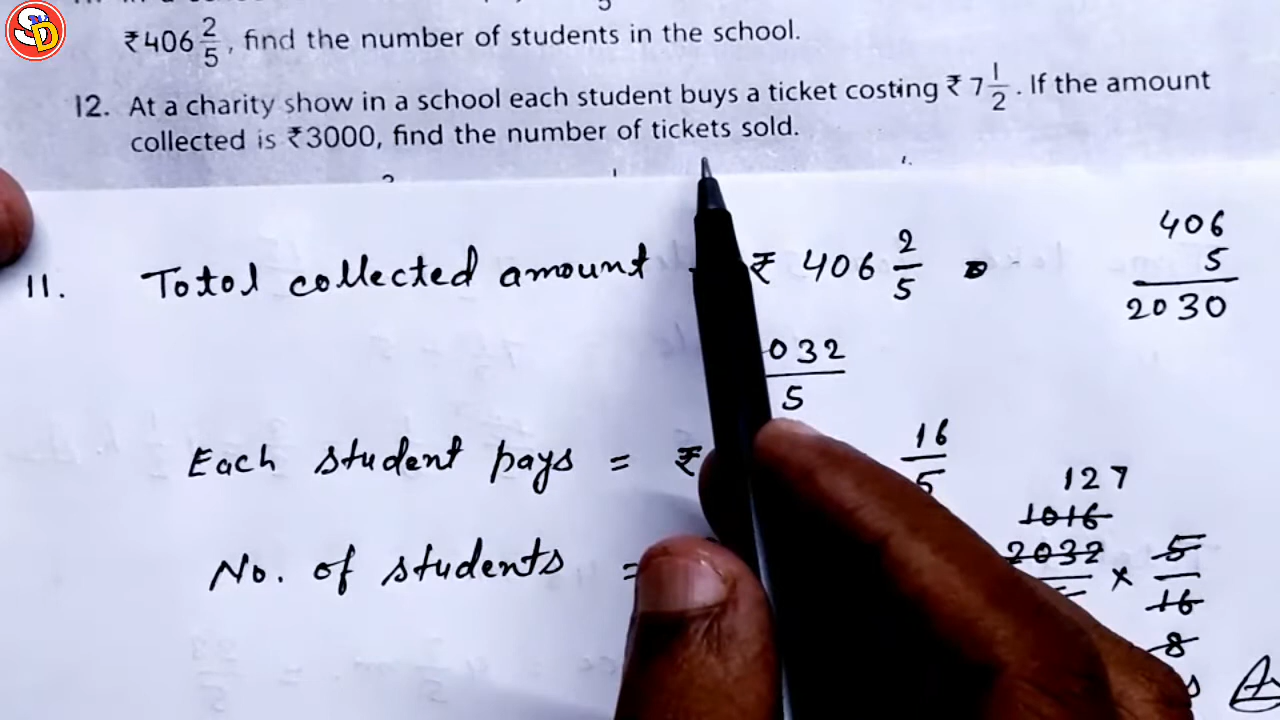 SD
₹406 2/5, find the number of students in the school.
12. At a charity show in a school each student buys a ticket costing ₹ 7 1/2. If the amount
collected is ₹3000, find the number of tickets sold.
11. Totol collected amount ₹ 406 2/5
406
5
2030
032/5
Each student pays = ₹ 16/5
No. of students =
127
1016
2032 × 5/16
8